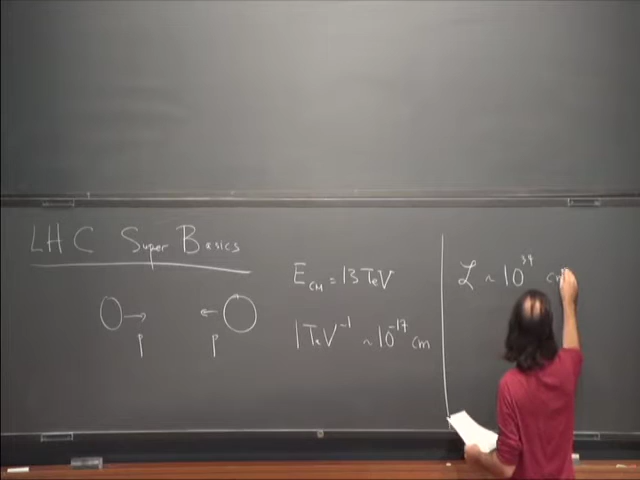 LHC Super Basics
p p
E_CM = 13 TeV
1 TeV^-1 ~ 10^-17 cm
L ~ 10^34 cm